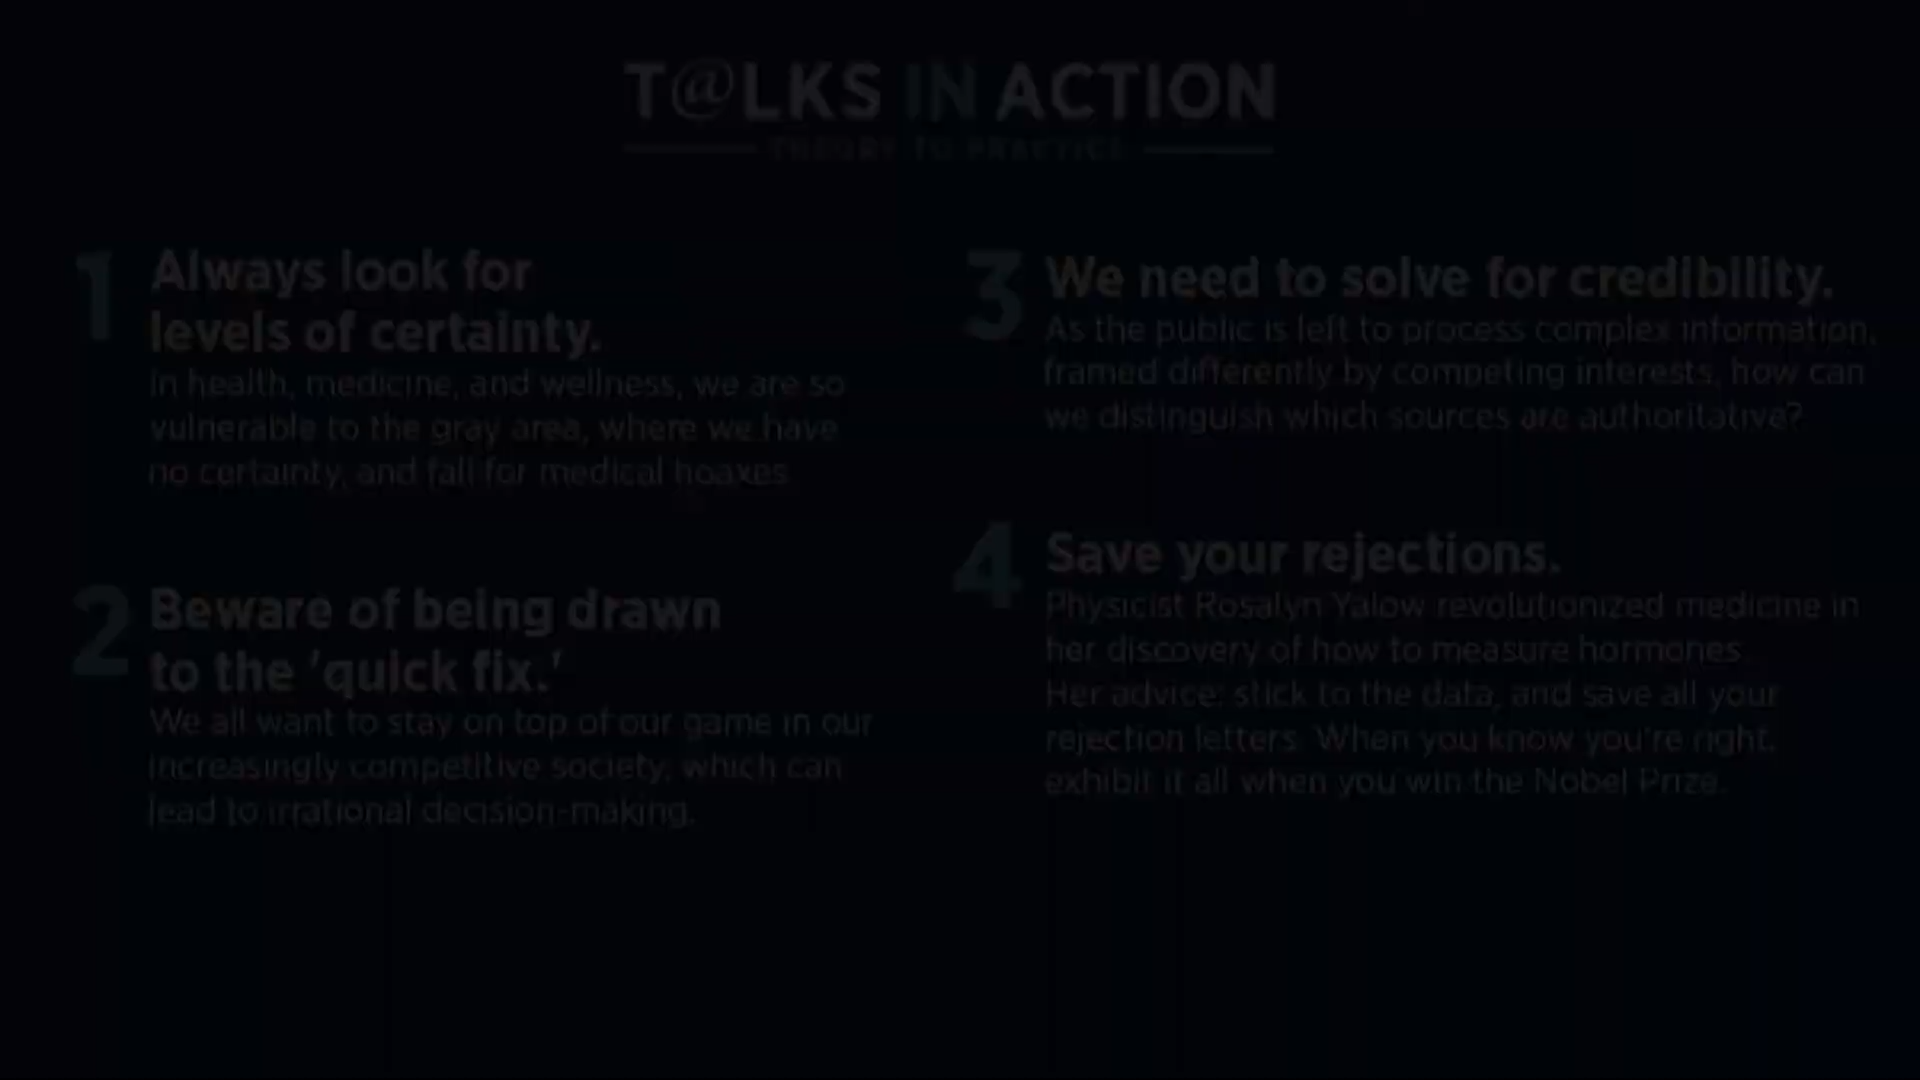 T@LKS IN ACTION
THEORY TO PRACTICE
1
Always look for
levels of certainty.
In health, medicine, and wellness, we are so
vulnerable to the gray area, where we have
no certainty, and fall for medical hoaxes
2
Beware of being drawn
to the 'quick fix.'
We all want to stay on top of our game in our
increasingly competitive society, which can
lead to irrational decision-making.
3
We need to solve for credibility.
As the public is left to process complex information,
framed differently by competing interests, how can
we distinguish which sources are authoritative?
4
Save your rejections.
Physicist Rosalyn Yalow revolutionized medicine in
her discovery of how to measure hormones
Her advice: stick to the data, and save all your
rejection letters. When you know you're right,
exhibit it all when you win the Nobel Prize.